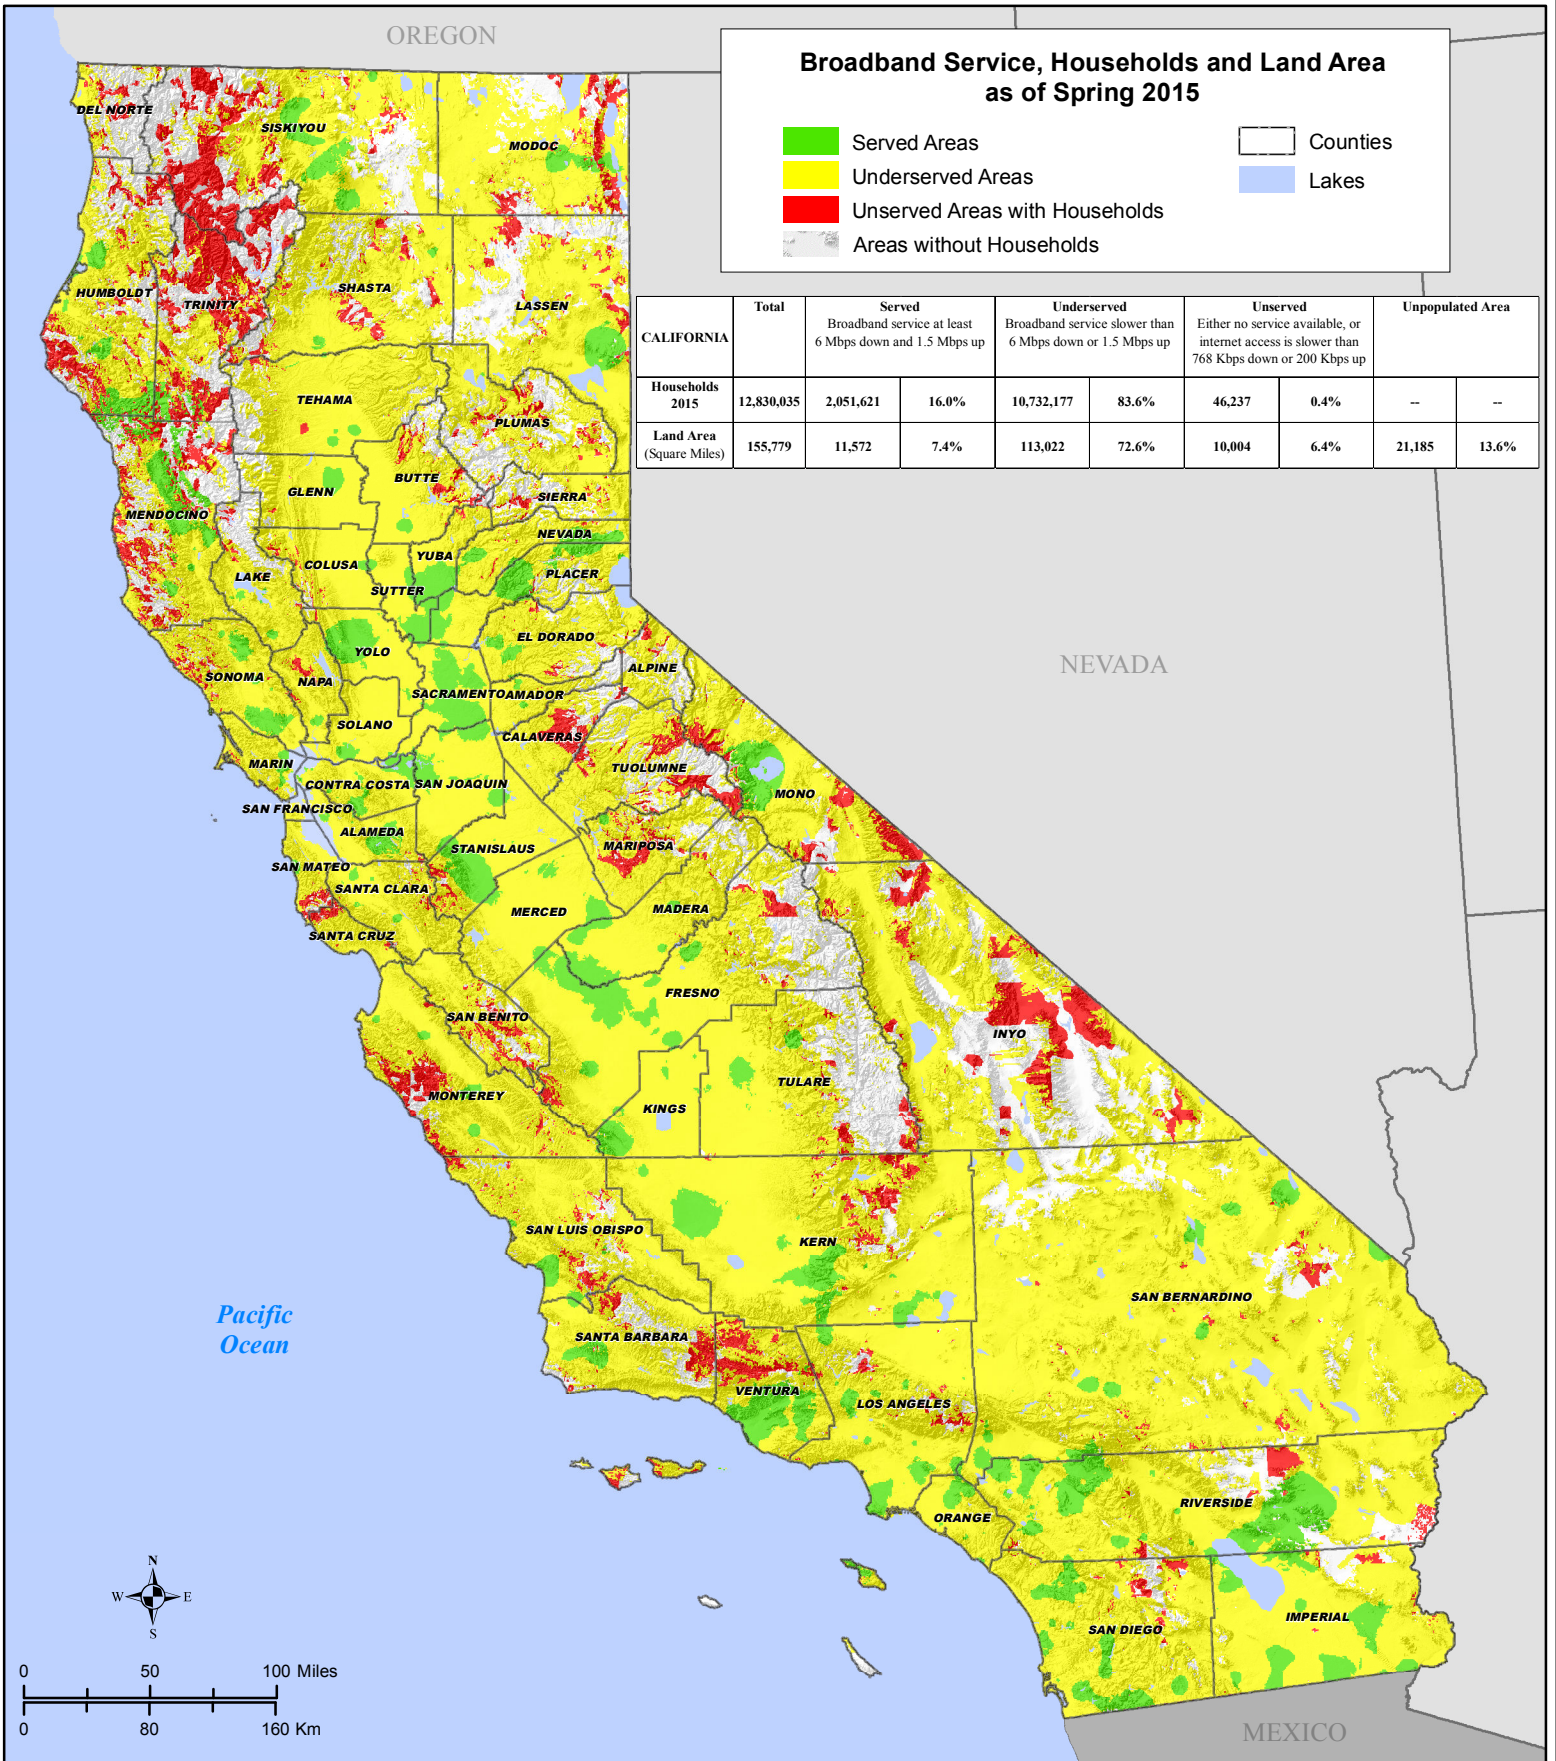 OREGON
Broadband Service, Households and Land Area
as of Spring 2015
Served Areas
Underserved Areas
Unserved Areas with Households
Areas without Households
Counties
Lakes
CALIFORNIA
Total
Served
Broadband service at least
6 Mbps down and 1.5 Mbps up
Underserved
Broadband service slower than
6 Mbps down or 1.5 Mbps up
Unserved
Either no service available, or
internet access is slower than
768 Kbps down or 200 Kbps up
Unpopulated Area
Households
2015
12,830,035 2,051,621 16.0% 10,732,177 83.6% 46,237 0.4% -- --
Land Area
(Square Miles)
155,779 11,572 7.4% 113,022 72.6% 10,004 6.4% 21,185 13.6%
DEL NORTE
SISKIYOU
MODOC
HUMBOLDT
TRINITY
SHASTA
LASSEN
TEHAMA
PLUMAS
BUTTE
GLENN
SIERRA
MENDOCINO
NEVADA
YUBA
COLUSA
PLACER
LAKE
SUTTER
EL DORADO
YOLO
ALPINE
SONOMA
NAPA
SACRAMENTO
AMADOR
SOLANO
CALAVERAS
MARIN
TUOLUMNE
CONTRA COSTA
SAN JOAQUIN
MONO
SAN FRANCISCO
ALAMEDA
STANISLAUS
MARIPOSA
SAN MATEO
SANTA CLARA
MERCED
MADERA
SANTA CRUZ
FRESNO
SAN BENITO
INYO
TULARE
MONTEREY
KINGS
SAN LUIS OBISPO
KERN
SAN BERNARDINO
SANTA BARBARA
VENTURA
LOS ANGELES
RIVERSIDE
ORANGE
IMPERIAL
SAN DIEGO
NEVADA
Pacific
Ocean
N
W E
S
0 50 100 Miles
0 80 160 Km
MEXICO